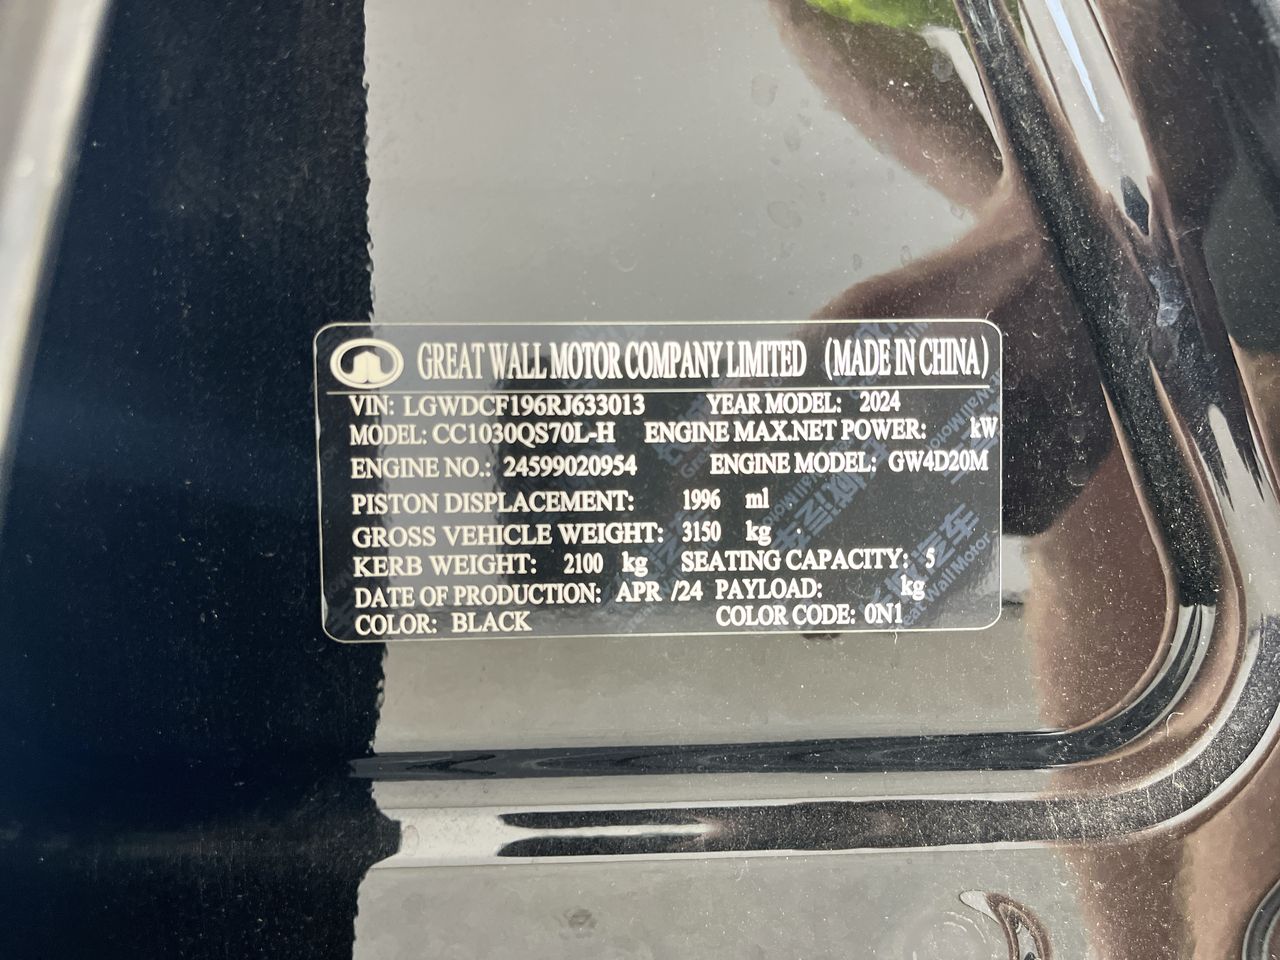 GREAT WALL MOTOR COMPANY LIMITED (MADE IN CHINA)
VIN: LGWDCF196RJ633013 YEAR MODEL: 2024
MODEL: CC1030QS70L-H ENGINE MAX.NET POWER: kW
ENGINE NO.: 24599020954 ENGINE MODEL: GW4D20M
PISTON DISPLACEMENT: 1996 ml
GROSS VEHICLE WEIGHT: 3150 kg
KERB WEIGHT: 2100 kg SEATING CAPACITY: 5
DATE OF PRODUCTION: APR /24 PAYLOAD: kg
COLOR: BLACK COLOR CODE: 0N1